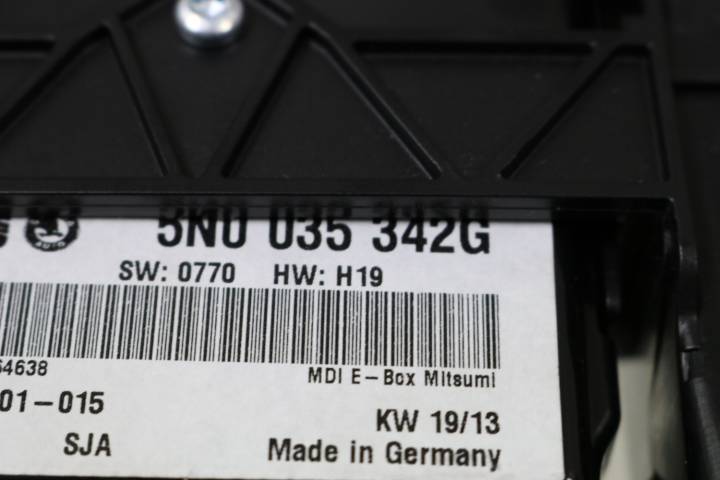 5N0 035 342G
SW: 0770 HW: H19
64638
MDI E-Box Mitsumi
01-015
KW 19/13
SJA
Made in Germany